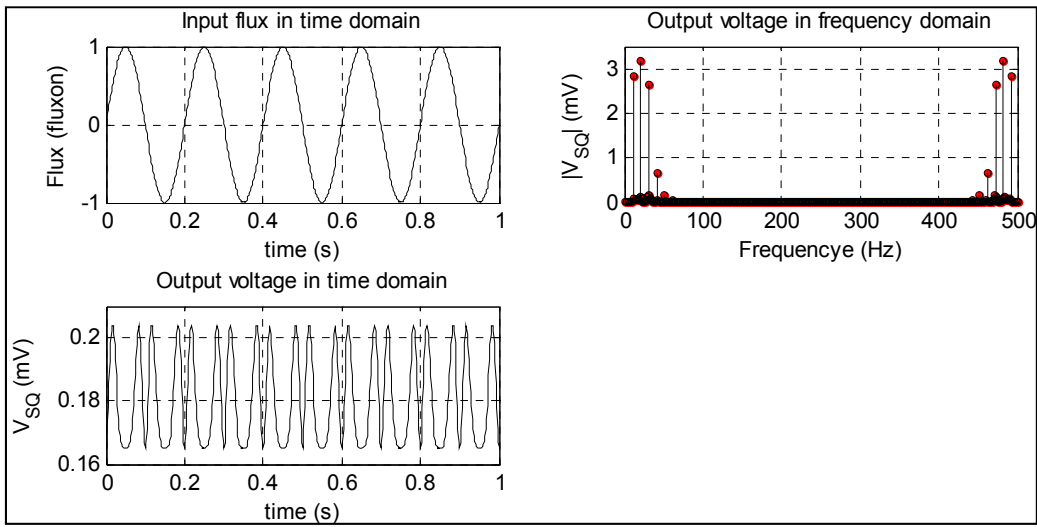 Input flux in time domain
Flux (fluxon)
1
0
-1
0 0.2 0.4 0.6 0.8 1
time (s)
Output voltage in frequency domain
|V_SQ| (mV)
3
2
1
0
0 100 200 300 400 500
Frequencye (Hz)
Output voltage in time domain
V_SQ (mV)
0.2
0.18
0.16
0 0.2 0.4 0.6 0.8 1
time (s)